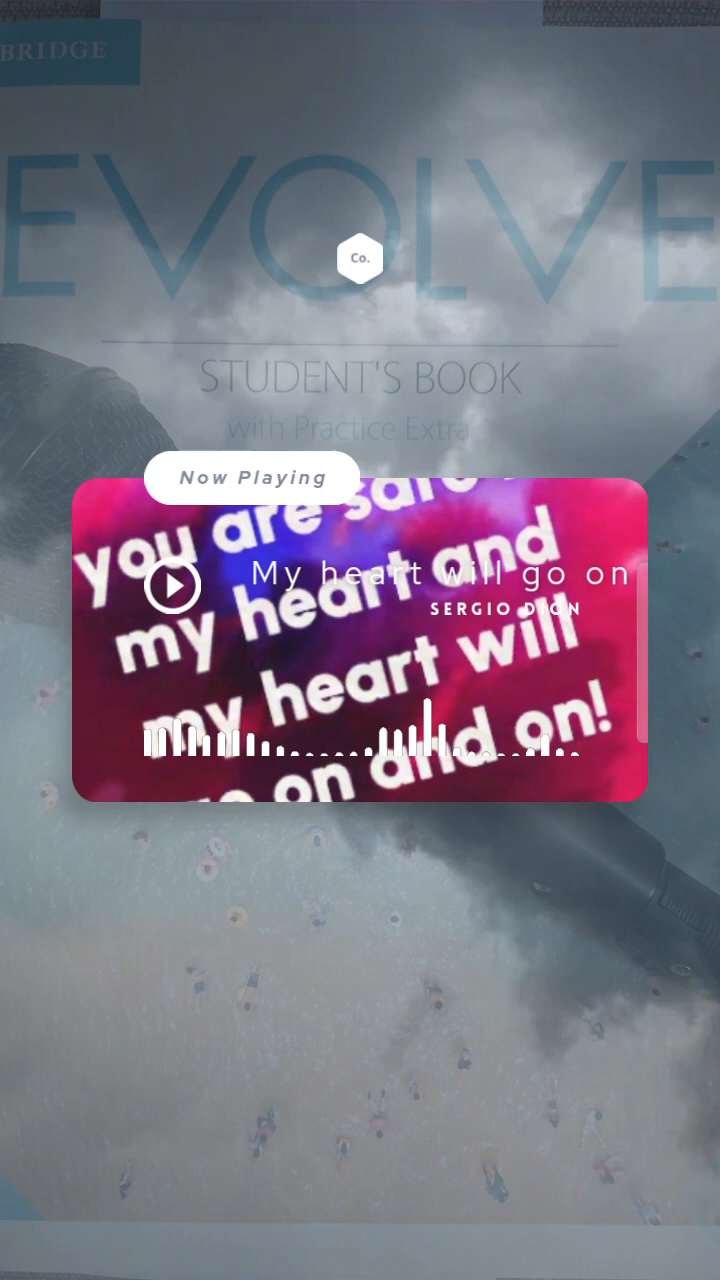 BRIDGE
EVOLVE
Co.
STUDENT'S BOOK
with Practice Extra
Now Playing
you are safe
my heart and
My heart will go on
SERGIO DION
my heart will
go on and on!